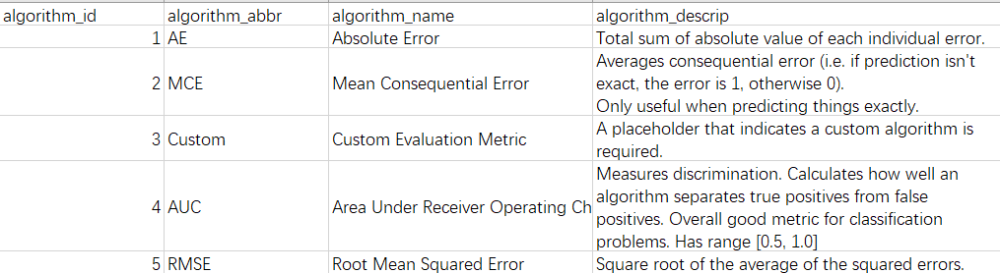 algorithm_id algorithm_abbr algorithm_name algorithm_descrip
1 AE Absolute Error Total sum of absolute value of each individual error.
2 MCE Mean Consequential Error Averages consequential error (i.e. if prediction isn't
exact, the error is 1, otherwise 0).
Only useful when predicting things exactly.
3 Custom Custom Evaluation Metric A placeholder that indicates a custom algorithm is
required.
4 AUC Area Under Receiver Operating Ch Measures discrimination. Calculates how well an
algorithm separates true positives from false
positives. Overall good metric for classification
problems. Has range [0.5, 1.0]
5 RMSE Root Mean Squared Error Square root of the average of the squared errors.